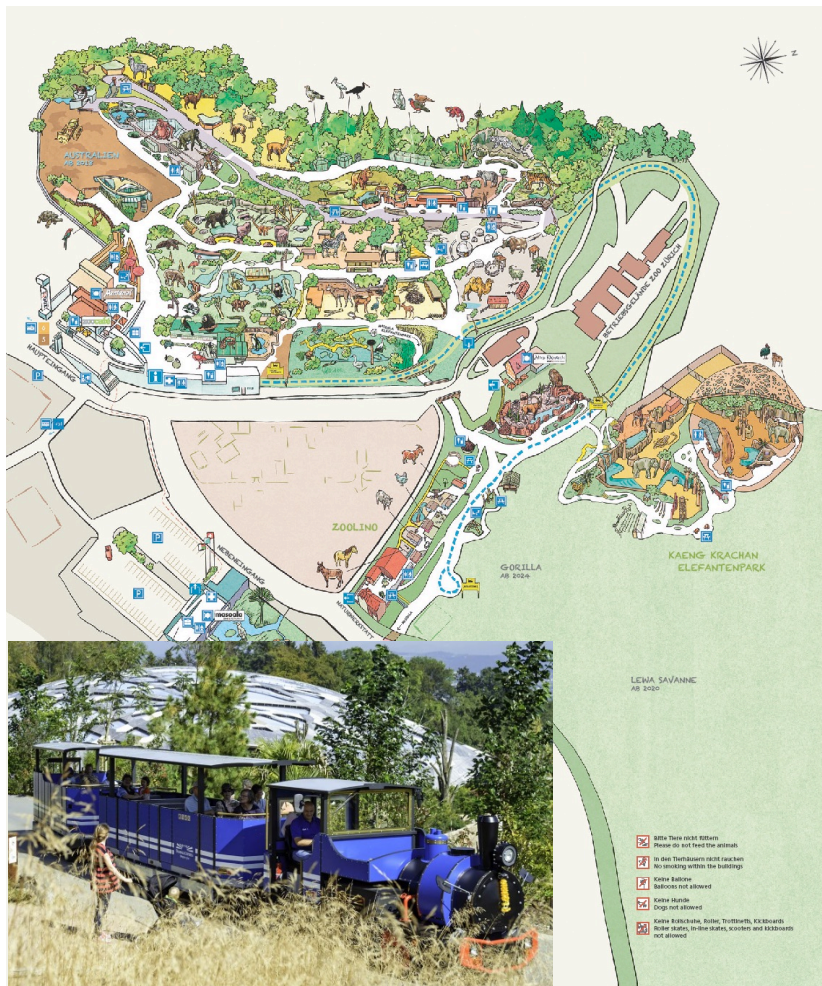 AUSTRALIEN
AB 2018
BETRIEBSGELÄNDE ZOO ZÜRICH
HAUPTEINGANG
ZOOLINO
NEBENEINGANG
masoala
NATURWERKSTATT
GORILLA
AB 2024
KAENG KRACHAN
ELEFANTENPARK
LEWA SAVANNE
AB 2020
Bitte Tiere nicht füttern
Please do not feed the animals
In den Tierhäusern nicht rauchen
No smoking within the buildings
Keine Ballone
Balloons not allowed
Keine Hunde
Dogs not allowed
Keine Rollschuhe, Roller, Trottinetts, Kickboards
Roller skates, in-line skates, scooters and kickboards
not allowed